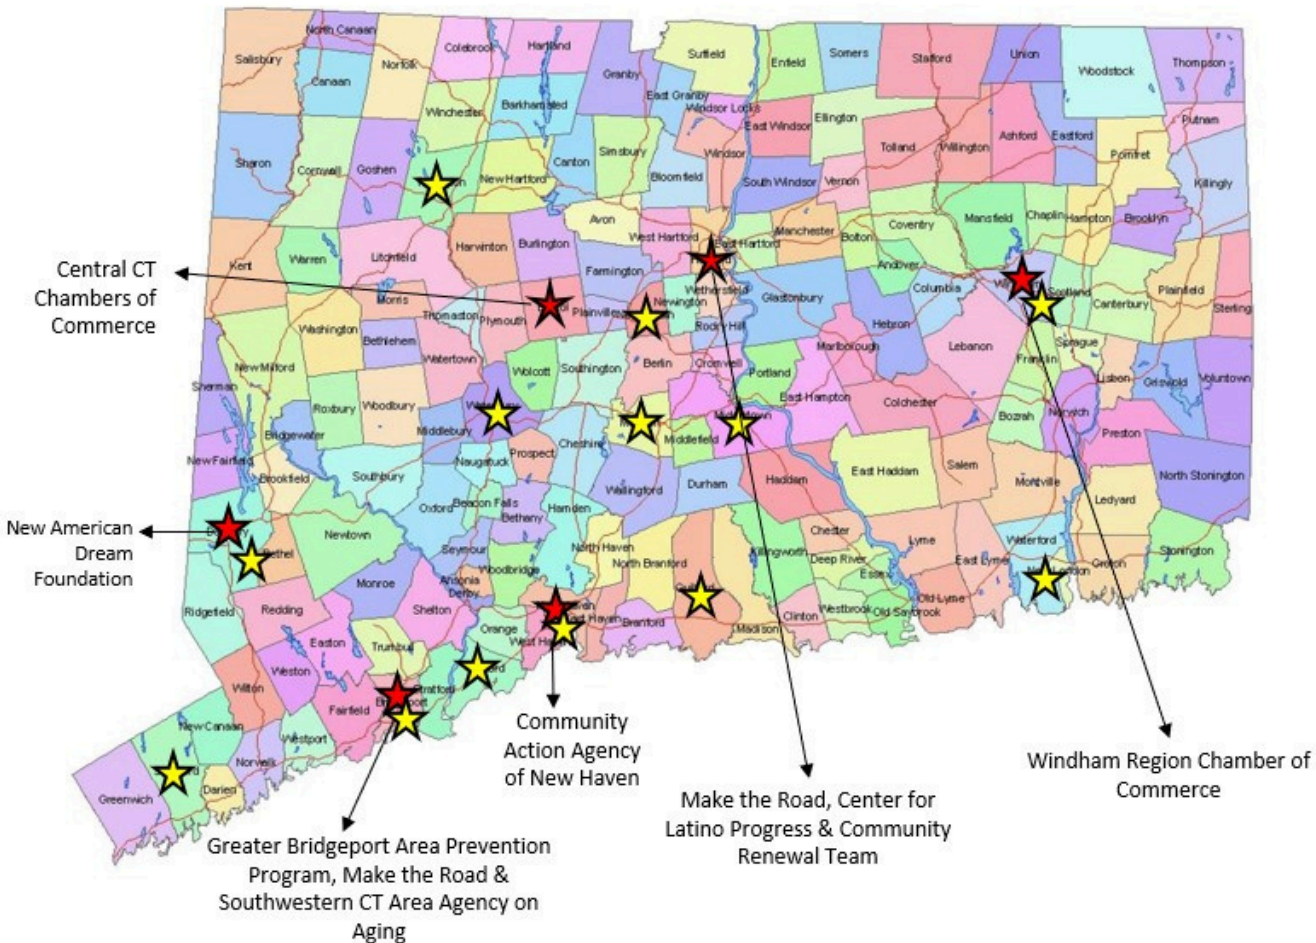 North Canaan
Colebrook
Hartland
Suffield
Salisbury
Canaan
Norfolk
Granby
Enfield
Somers
Stafford
Union
Woodstock
Thompson
East Granby
Winchester
Barkhamsted
Windsor Locks
East Windsor
Ellington
Putnam
Sharon
Cornwall
Goshen
New Hartford
Canton
Simsbury
Bloomfield
Windsor
South Windsor
Vernon
Tolland
Willington
Ashford
Eastford
Pomfret
Killingly
Kent
Warren
Litchfield
Harwinton
Burlington
Avon
West Hartford
East Hartford
Manchester
Bolton
Coventry
Mansfield
Chaplin
Hampton
Brooklyn
Farmington
Wethersfield
Glastonbury
Andover
Columbia
Scotland
Canterbury
Plainfield
Sterling
Central CT
Chambers of
Commerce
Morris
Thomaston
Plymouth
Plainville
Newington
Rocky Hill
Hebron
Washington
Bethlehem
Watertown
Wolcott
Southington
Berlin
Cromwell
Portland
Marlborough
Lebanon
Franklin
Sprague
Lisbon
Griswold
Voluntown
New Milford
Sherman
Roxbury
Woodbury
Middlebury
Cheshire
Middlefield
East Hampton
Colchester
Bozrah
Norwich
Preston
New Fairfield
Bridgewater
Brookfield
Southbury
Naugatuck
Prospect
Wallingford
Durham
Haddam
East Haddam
Salem
Montville
Ledyard
North Stonington
Newtown
Oxford
Beacon Falls
Bethany
Hamden
New American
Dream
Foundation
Bethel
Seymour
Woodbridge
North Haven
North Branford
Killingworth
Chester
Deep River
Essex
Lyme
East Lyme
Waterford
Groton
Stonington
Ridgefield
Redding
Monroe
Ansonia
Derby
Shelton
Orange
West Haven
East Haven
Branford
Madison
Clinton
Westbrook
Old Saybrook
Old Lyme
Easton
Trumbull
Weston
Wilton
Fairfield
Stratford
New Canaan
Westport
Norwalk
Darien
Greenwich
Community
Action Agency
of New Haven
Windham Region Chamber of
Commerce
Make the Road, Center for
Latino Progress & Community
Renewal Team
Greater Bridgeport Area Prevention
Program, Make the Road &
Southwestern CT Area Agency on
Aging